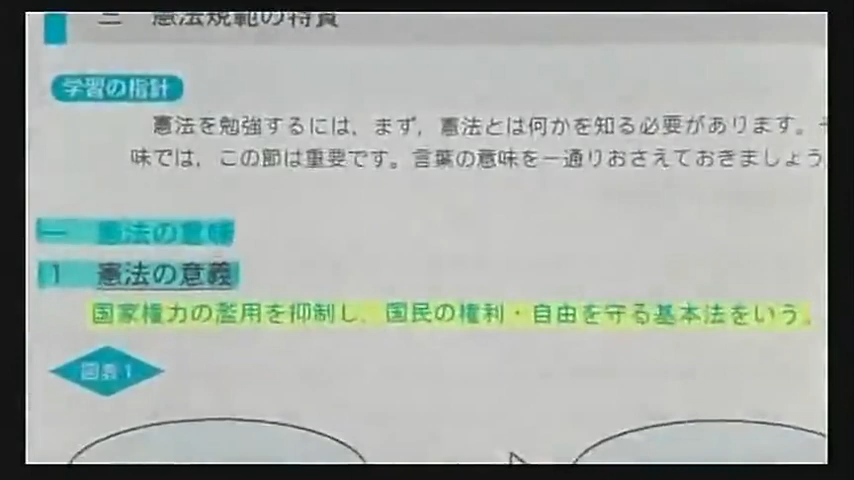 三 憲法規範の特質
学習の指針
憲法を勉強するには、まず、憲法とは何かを知る必要があります。そ
味では、この節は重要です。言葉の意味を一通りおさえておきましょう
一 憲法の意味
1 憲法の意義
国家権力の濫用を抑制し、国民の権利・自由を守る基本法をいう。
図表1